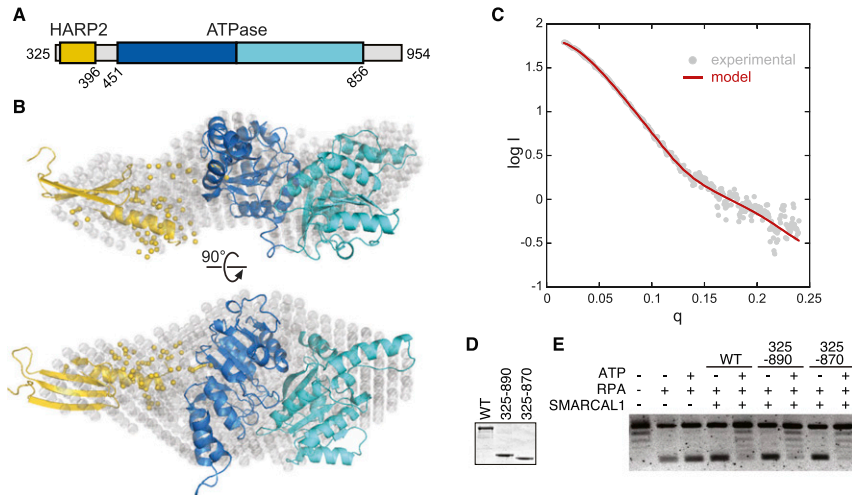 A
HARP2
ATPase
325
954
396
451
856
B
90°
C
log I
2
1.5
1
0.5
0
-0.5
-1
experimental
model
0
0.05
0.1
0.15
0.2
0.25
q
D
WT
325-890
325-870
E
WT
325
-890
325
-870
ATP - - + - + - + - +
RPA - + + + + + + + +
SMARCAL1 - - - + + + + + +